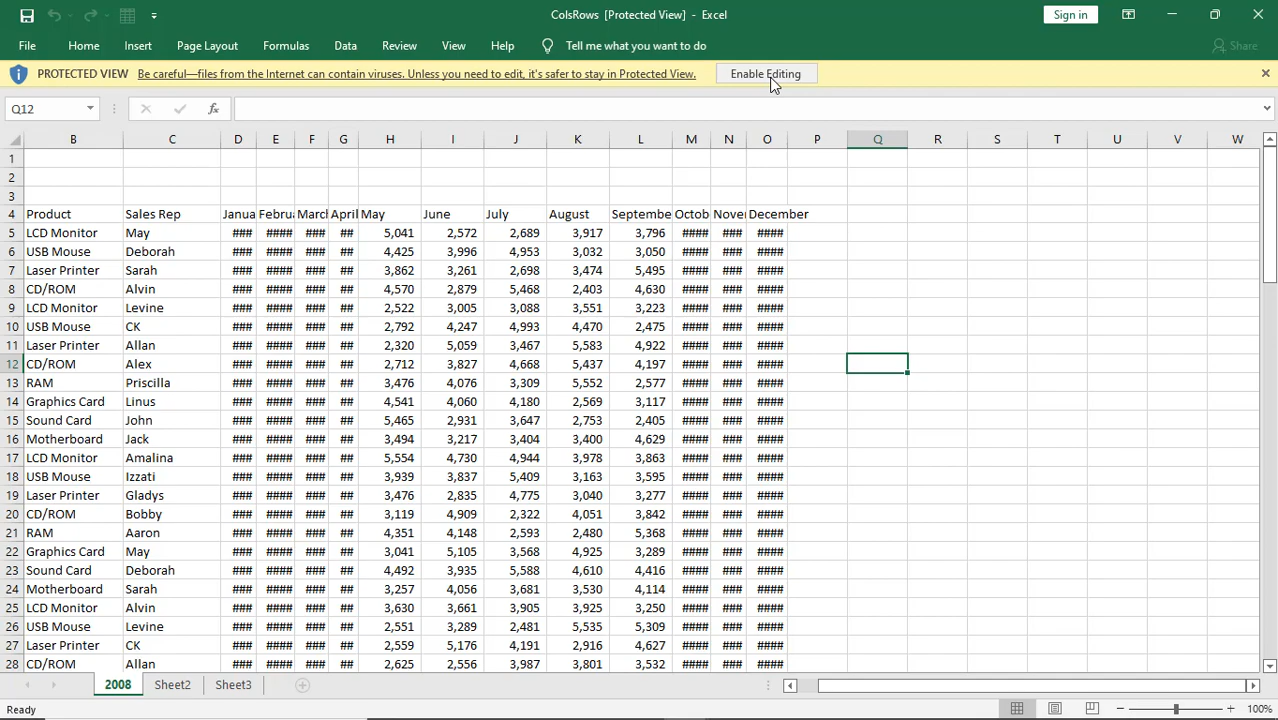 ColsRows [Protected View] - Excel
Sign in
File Home Insert Page Layout Formulas Data Review View Help Tell me what you want to do Share
PROTECTED VIEW Be careful—files from the Internet can contain viruses. Unless you need to edit, it's safer to stay in Protected View. Enable Editing
Q12 fx
B C D E F G H I J K L M N O P Q R S T U V W
1
2
3
4 Product Sales Rep Janua Februa March April May June July August Septembe Octob Nover December
5 LCD Monitor May ### #### ### ## 5,041 2,572 2,689 3,917 3,796 #### ### ####
6 USB Mouse Deborah ### #### ### ## 4,425 3,996 4,953 3,032 3,050 #### ### ####
7 Laser Printer Sarah ### #### ### ## 3,862 3,261 2,698 3,474 5,495 #### ### ####
8 CD/ROM Alvin ### #### ### ## 4,570 2,879 5,468 2,403 4,630 #### ### ####
9 LCD Monitor Levine ### #### ### ## 2,522 3,005 3,088 3,551 3,223 #### ### ####
10 USB Mouse CK ### #### ### ## 2,792 4,247 4,993 4,470 2,475 #### ### ####
11 Laser Printer Allan ### #### ### ## 2,320 5,059 3,467 5,583 4,922 #### ### ####
12 CD/ROM Alex ### #### ### ## 2,712 3,827 4,668 5,437 4,197 #### ### ####
13 RAM Priscilla ### #### ### ## 3,476 4,076 3,309 5,552 2,577 #### ### ####
14 Graphics Card Linus ### #### ### ## 4,541 4,060 4,180 2,569 3,117 #### ### ####
15 Sound Card John ### #### ### ## 5,465 2,931 3,647 2,753 2,405 #### ### ####
16 Motherboard Jack ### #### ### ## 3,494 3,217 3,404 3,400 4,629 #### ### ####
17 LCD Monitor Amalina ### #### ### ## 5,554 4,730 4,944 3,978 3,863 #### ### ####
18 USB Mouse Izzati ### #### ### ## 3,939 3,837 5,409 3,163 3,595 #### ### ####
19 Laser Printer Gladys ### #### ### ## 3,476 2,835 4,775 3,040 3,277 #### ### ####
20 CD/ROM Bobby ### #### ### ## 3,119 4,909 2,322 4,051 3,842 #### ### ####
21 RAM Aaron ### #### ### ## 4,351 4,148 2,593 2,480 5,368 #### ### ####
22 Graphics Card May ### #### ### ## 3,041 5,105 3,568 4,925 3,289 #### ### ####
23 Sound Card Deborah ### #### ### ## 4,492 3,935 5,588 4,610 4,416 #### ### ####
24 Motherboard Sarah ### #### ### ## 3,257 4,056 3,681 3,530 4,114 #### ### ####
25 LCD Monitor Alvin ### #### ### ## 3,630 3,661 3,905 3,925 3,250 #### ### ####
26 USB Mouse Levine ### #### ### ## 2,551 3,289 2,481 5,535 5,309 #### ### ####
27 Laser Printer CK ### #### ### ## 2,559 5,176 4,191 2,916 4,627 #### ### ####
28 CD/ROM Allan ### #### ### ## 2,625 2,556 3,987 3,801 3,532 #### ### ####
2008 Sheet2 Sheet3
Ready 100%